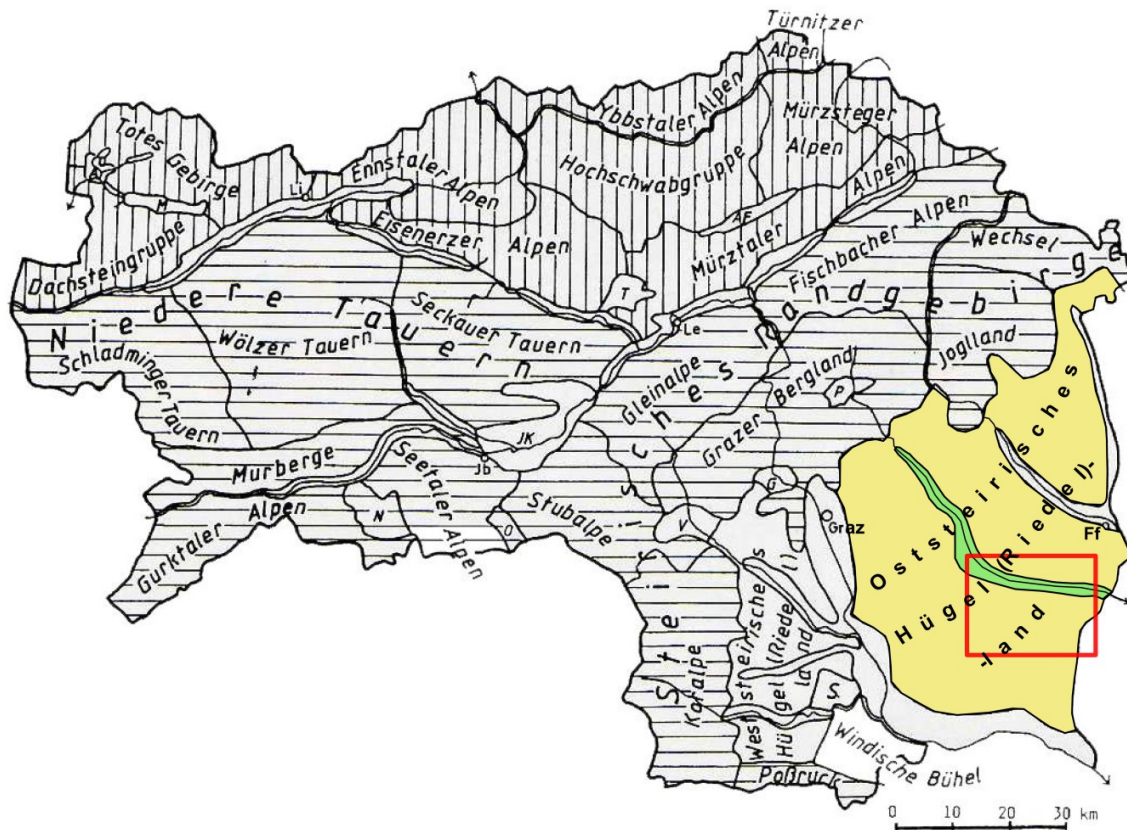 Türnitzer
Alpen
Ybbstaler Alpen
Mürzsteger
Alpen
Totes Gebirge
Hochschwabgruppe
Ennstaler Alpen
Li
A
M
Eisenerzer Alpen
AF
Mürztaler Alpen
Dachsteingruppe
Fischbacher Alpen
Wechsel
Niedere Tauern
Schladminger
Tauern
Wölzer Tauern
Seckauer Tauern
T
Le
Steirisches Randgebirge
Joglland
Gleinalpe
Grazer Bergland
P
JK
Jb
Murberge
Seetaler Alpen
Gurktaler Alpen
N
O
Stubalpe
V
G
Graz
Oststeirisches
Hügel (Riedel)-
-land
Ff
Weststeirisches
Hügel (Riede l)
land
S
Koralpe
Windische Bühel
Poßruck
0 10 20 30 km